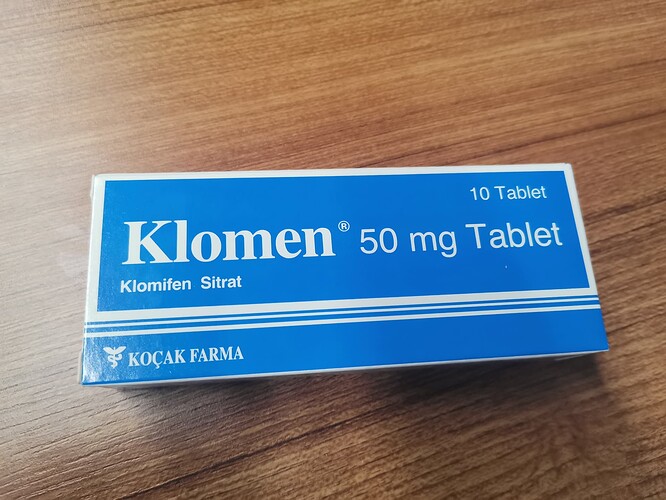 10 Tablet
Klomen® 50 mg Tablet
Klomifen Sitrat
KOÇAK FARMA